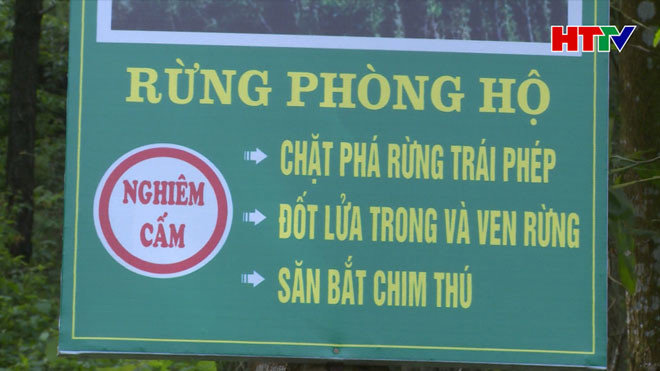 HTTV
RỪNG PHÒNG HỘ
NGHIÊM
CẤM
CHẶT PHÁ RỪNG TRÁI PHÉP
ĐỐT LỬA TRONG VÀ VEN RỪNG
SĂN BẮT CHIM THÚ